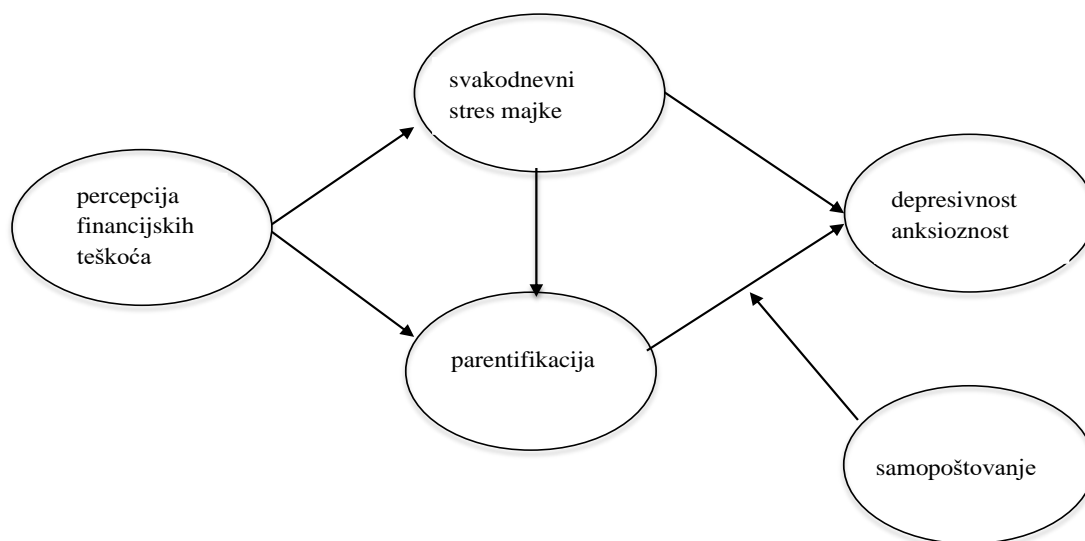 svakodnevni
stres majke
percepcija
financijskih
teškoća
depresivnost
anksioznost
parentifikacija
samopoštovanje